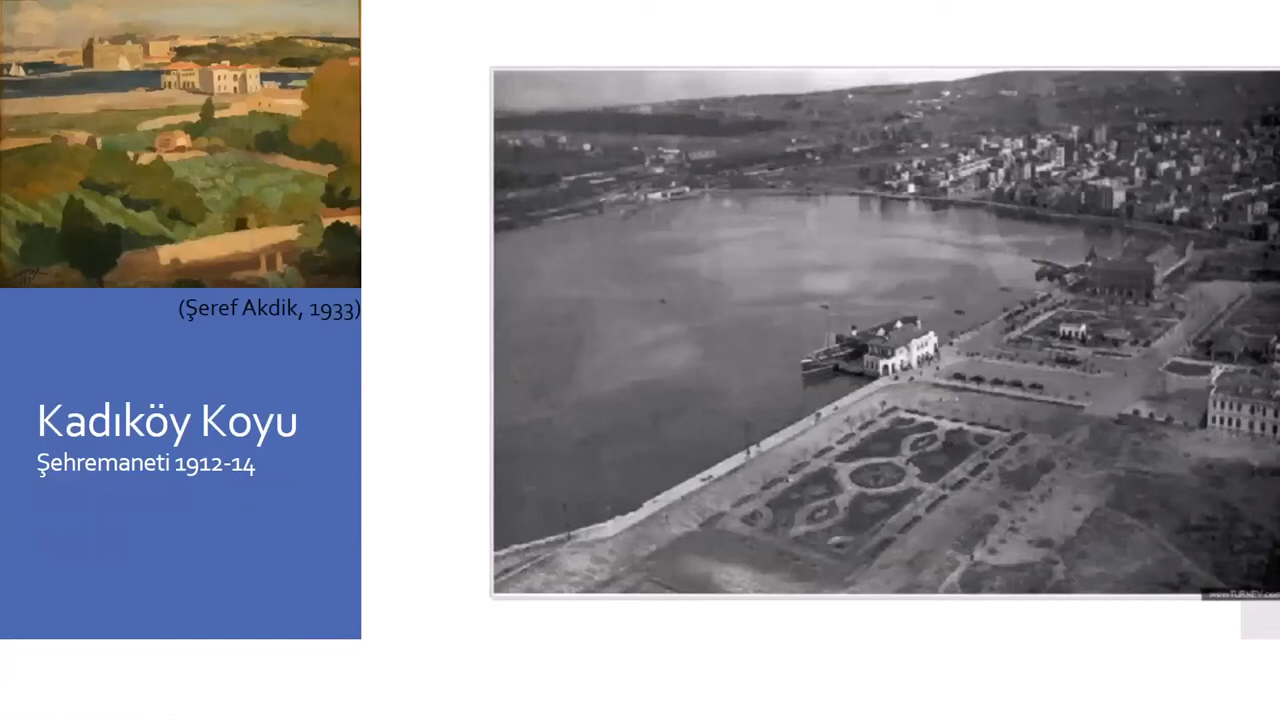 (Şeref Akdik, 1933)
Kadıköy Koyu
Şehremaneti 1912-14